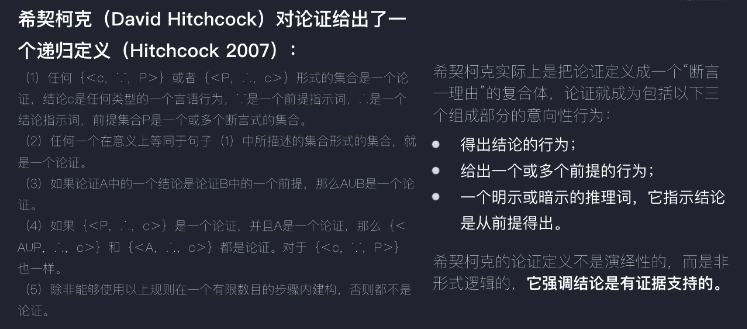 希契柯克（David Hitchcock）对论证给出了一
个递归定义（Hitchcock 2007）：
（1）任何｛<c，∵，P>｝或者｛<P，∴，c>｝形式的集合是一个论
证，结论c是任何类型的一个言语行为，∵是一个前提指示词，∴是一个
结论指示词，前提集合P是一个或多个断言式的集合。
（2）任何一个在意义上等同于句子（1）中所描述的集合形式的集合，就
是一个论证。
（3）如果论证A中的一个结论是论证B中的一个前提，那么AUB是一个论
证。
（4）如果｛<P，∴，c>｝是一个论证，并且A是一个论证，那么｛<
AUP，∴，c>｝和｛<A，∴，c>｝都是论证。对于｛<c，∵，P>｝
也一样。
（5）除非能够使用以上规则在一个有限数目的步骤内建构，否则都不是
论证。
希契柯克实际上是把论证定义成一个“断言
—理由”的复合体，论证就成为包括以下三
个组成部分的意向性行为：
● 得出结论的行为；
● 给出一个或多个前提的行为；
● 一个明示或暗示的推理词，它指示结论
是从前提得出。
希契柯克的论证定义不是演绎性的，而是非
形式逻辑的，它强调结论是有证据支持的。